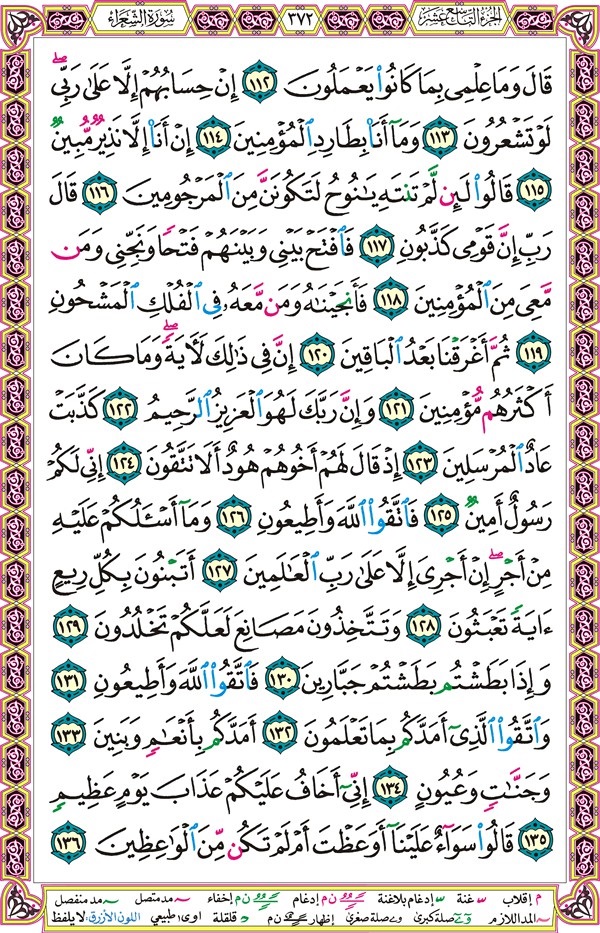 سورة الشعراء
٣٧٢
الجزء التاسع عشر
قَالَ وَمَا عِلْمِى بِمَا كَانُوا۟ يَعْمَلُونَ ١١٢ إِنْ حِسَابُهُمْ إِلَّا عَلَىٰ رَبِّىۖ
لَوْ تَشْعُرُونَ ١١٣ وَمَآ أَنَا۠ بِطَارِدِ ٱلْمُؤْمِنِينَ ١١٤ إِنْ أَنَا۠ إِلَّا نَذِيرٌ مُّبِينٌ
١١٥ قَالُوا۟ لَئِن لَّمْ تَنتَهِ يَٰنُوحُ لَتَكُونَنَّ مِنَ ٱلْمَرْجُومِينَ ١١٦ قَالَ
رَبِّ إِنَّ قَوْمِى كَذَّبُونِ ١١٧ فَٱفْتَحْ بَيْنِى وَبَيْنَهُمْ فَتْحًا وَنَجِّنِى وَمَن
مَّعِىَ مِنَ ٱلْمُؤْمِنِينَ ١١٨ فَأَنجَيْنَٰهُ وَمَن مَّعَهُۥ فِى ٱلْفُلْكِ ٱلْمَشْحُونِ
١١٩ ثُمَّ أَغْرَقْنَا بَعْدُ ٱلْبَاقِينَ ١٢٠ إِنَّ فِى ذَٰلِكَ لَءَايَةًۖ وَمَا كَانَ
أَكْثَرُهُم مُّؤْمِنِينَ ١٢١ وَإِنَّ رَبَّكَ لَهُوَ ٱلْعَزِيزُ ٱلرَّحِيمُ ١٢٢ كَذَّبَتْ
عَادٌ ٱلْمُرْسَلِينَ ١٢٣ إِذْ قَالَ لَهُمْ أَخُوهُمْ هُودٌ أَلَا تَتَّقُونَ ١٢٤ إِنِّى لَكُمْ
رَسُولٌ أَمِينٌ ١٢٥ فَٱتَّقُوا۟ ٱللَّهَ وَأَطِيعُونِ ١٢٦ وَمَآ أَسْـَٔلُكُمْ عَلَيْهِ
مِنْ أَجْرٍۖ إِنْ أَجْرِىَ إِلَّا عَلَىٰ رَبِّ ٱلْعَٰلَمِينَ ١٢٧ أَتَبْنُونَ بِكُلِّ رِيعٍ
ءَايَةً تَعْبَثُونَ ١٢٨ وَتَتَّخِذُونَ مَصَانِعَ لَعَلَّكُمْ تَخْلُدُونَ ١٢٩
وَإِذَا بَطَشْتُم بَطَشْتُمْ جَبَّارِينَ ١٣٠ فَٱتَّقُوا۟ ٱللَّهَ وَأَطِيعُونِ ١٣١
وَٱتَّقُوا۟ ٱلَّذِىٓ أَمَدَّكُم بِمَا تَعْلَمُونَ ١٣٢ أَمَدَّكُم بِأَنْعَٰمٍ وَبَنِينَ ١٣٣
وَجَنَّٰتٍ وَعُيُونٍ ١٣٤ إِنِّىٓ أَخَافُ عَلَيْكُمْ عَذَابَ يَوْمٍ عَظِيمٍ
١٣٥ قَالُوا۟ سَوَآءٌ عَلَيْنَآ أَوَعَظْتَ أَمْ لَمْ تَكُن مِّنَ ٱلْوَٰعِظِينَ ١٣٦
م إقلاب غنة إدغام بلاغنة ن م إدغام ن م إخفاء مد متصل مد منفصل
المد اللازم صلة كبرى صلة صغرى إظهار ن م قلقلة اوى: طبيعي اللون الأزرق: لا يلفظ